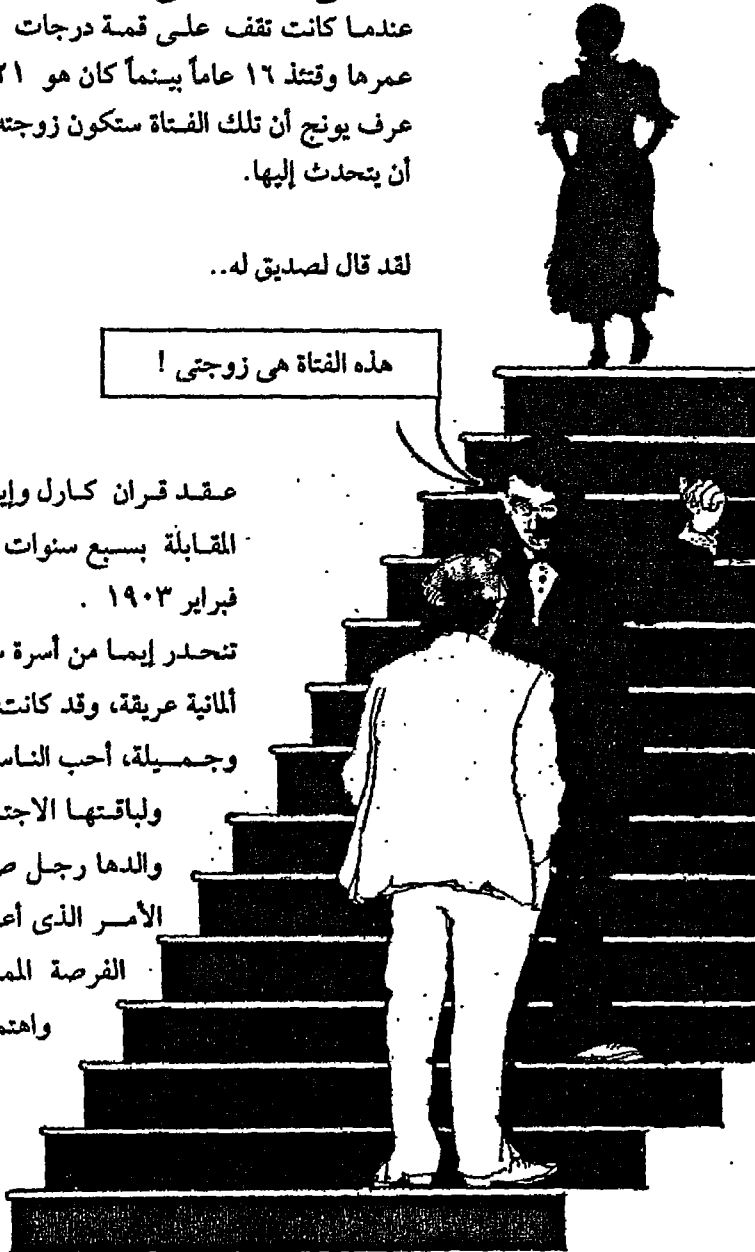 عندما كانت تقف على قمة درجات
عمرها وقتئذ ١٦ عاماً بينماً كان هو ٢١
عرف يونج أن تلك الفتاة ستكون زوجته
أن يتحدث إليها.
لقد قال لصديق له..
هذه الفتاة هى زوجتى !
عقد قران كارل وإي
المقابلة بسبع سنوات
فبراير ١٩٠٣ .
تنحدر إيما من أسرة
ألمانية عريقة، وقد كانت
وجميلة، أحب الناس
ولباقتها الاجت
والدها رجل ص
الأمر الذى أع
الفرصة المم
واهتم